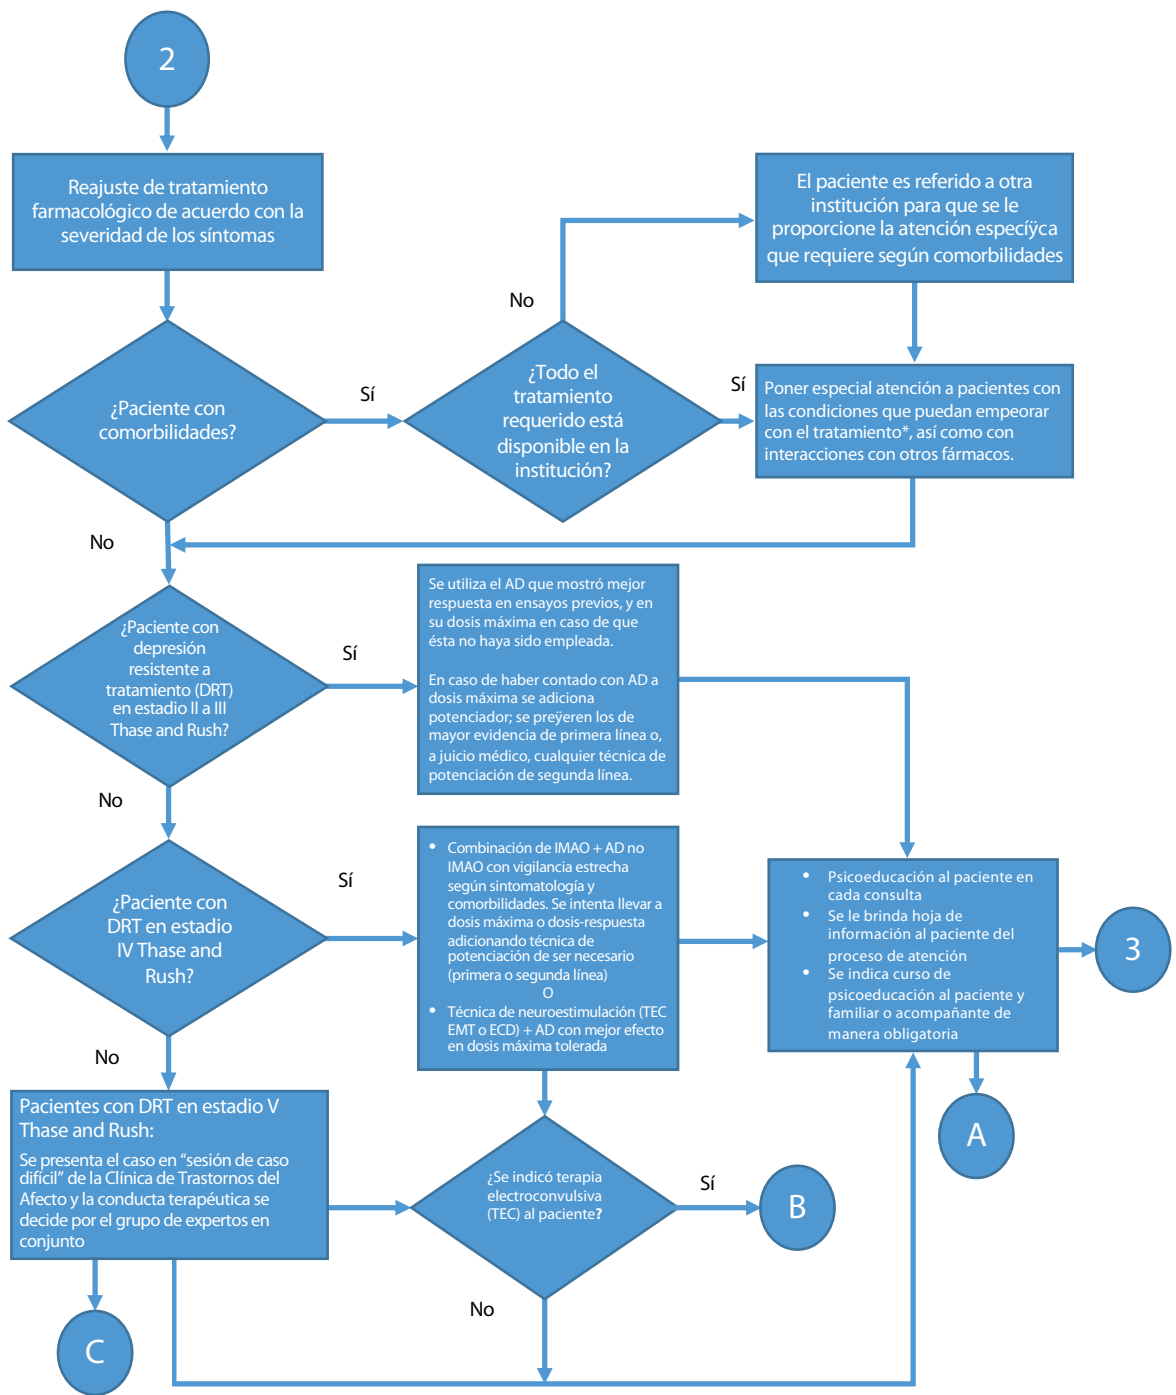 2
Reajuste de tratamiento
farmacológico de acuerdo con la
severidad de los síntomas
El paciente es referido a otra
institución para que se le
proporcione la atención especíÿca
que requiere según comorbilidades
No
¿Paciente con
comorbilidades?
Sí
¿Todo el
tratamiento
requerido está
disponible en la
institución?
Sí
Poner especial atención a pacientes con
las condiciones que puedan empeorar
con el tratamiento*, así como con
interacciones con otros fármacos.
No
¿Paciente con
depresión
resistente a
tratamiento (DRT)
en estadio II a III
Thase and Rush?
Sí
Se utiliza el AD que mostró mejor
respuesta en ensayos previos, y en
su dosis máxima en caso de que
ésta no haya sido empleada.
En caso de haber contado con AD a
dosis máxima se adiciona
potenciador; se preÿeren los de
mayor evidencia de primera línea o,
a juicio médico, cualquier técnica de
potenciación de segunda línea.
No
¿Paciente con
DRT en estadio
IV Thase and
Rush?
Sí
• Combinación de IMAO + AD no
IMAO con vigilancia estrecha
según sintomatología y
comorbilidades. Se intenta llevar a
dosis máxima o dosis-respuesta
adicionando técnica de
potenciación de ser necesario
(primera o segunda línea)
O
• Técnica de neuroestimulación (TEC
EMT o ECD) + AD con mejor efecto
en dosis máxima tolerada
• Psicoeducación al paciente en
cada consulta
• Se le brinda hoja de
información al paciente del
proceso de atención
• Se indica curso de
psicoeducación al paciente y
familiar o acompañante de
manera obligatoria
3
No
A
Pacientes con DRT en estadio V
Thase and Rush:
Se presenta el caso en “sesión de caso
difícil” de la Clínica de Trastornos del
Afecto y la conducta terapéutica se
decide por el grupo de expertos en
conjunto
¿Se indicó terapia
electroconvulsiva
(TEC) al paciente?
Sí
B
No
C